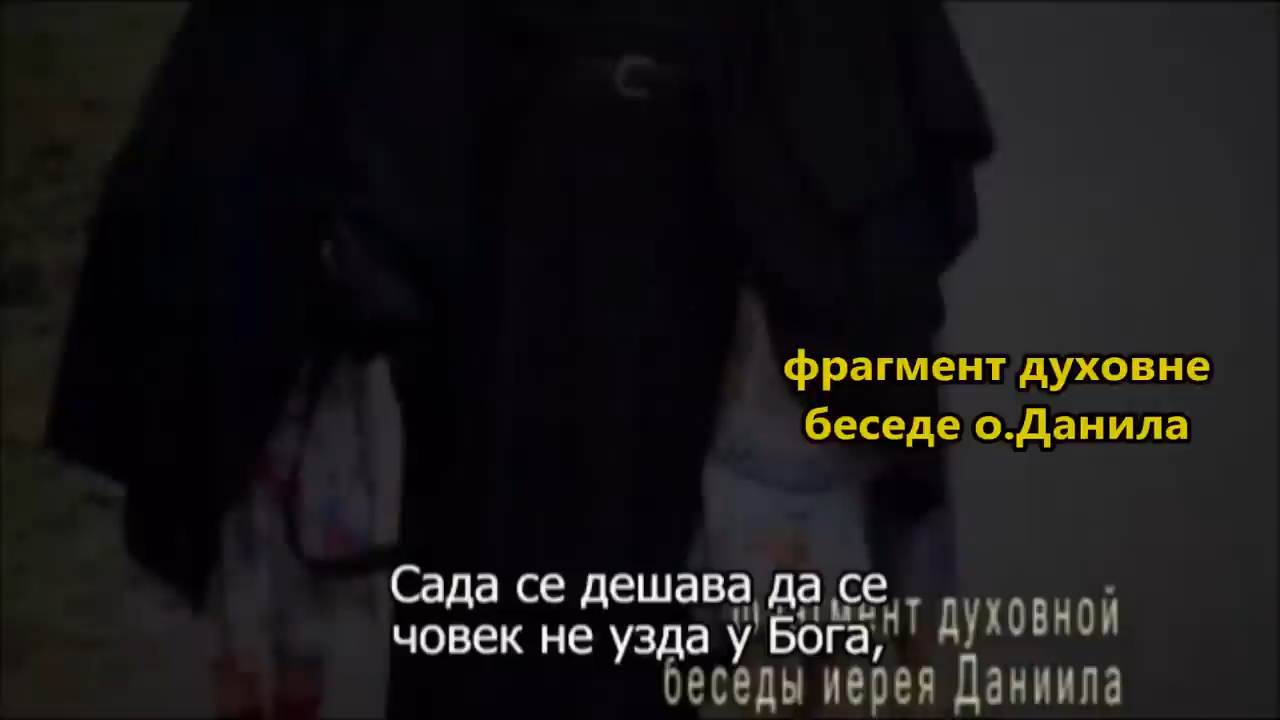 фрагмент духовне
беседе о.Данила
Сада се дешава да се
човек не узда у Бога,
фрагмент духовной
беседы иерея Даниила